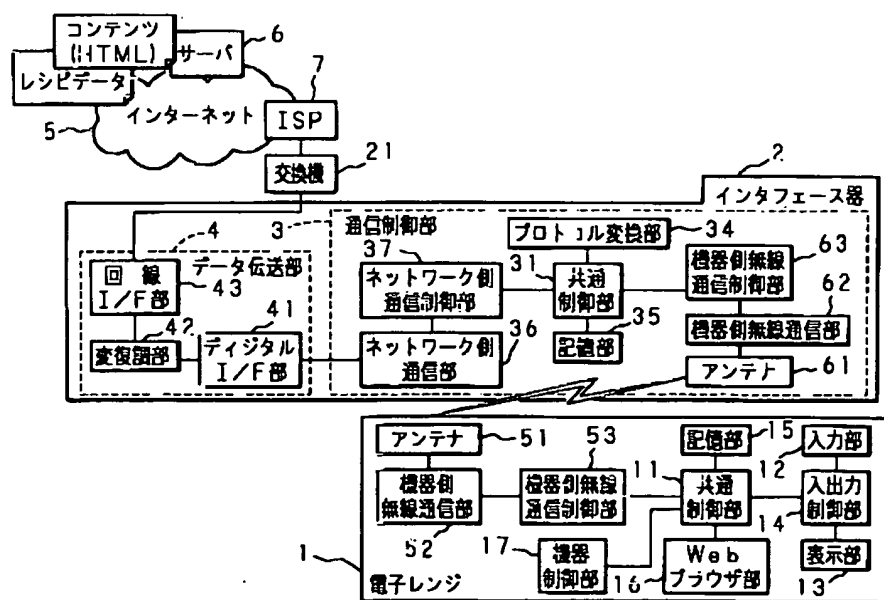 コンテンツ
(HTML)
サーバ
6
レシピデータ
7
インターネット
ISP
5
交換機
21
2
インタフェース器
3
4
通信制御部
37
プロトコル変換部
34
データ伝送部
回線
I/F部
43
ネットワーク側
通信制御部
31
共通
制御部
機器側無線
通信制御部
63
62
42
41
変復調部
ディジタル
I/F部
ネットワーク側
通信部
36
35
記憶部
機器側無線通信部
アンテナ
61
アンテナ
51
53
記憶部
15
12
入力部
機器側
無線通信部
52
機器側無線
通信制御部
11
共通
制御部
入出力
制御部
14
1
電子レンジ
17
機器
制御部
16
Web
ブラウザ部
表示部
13